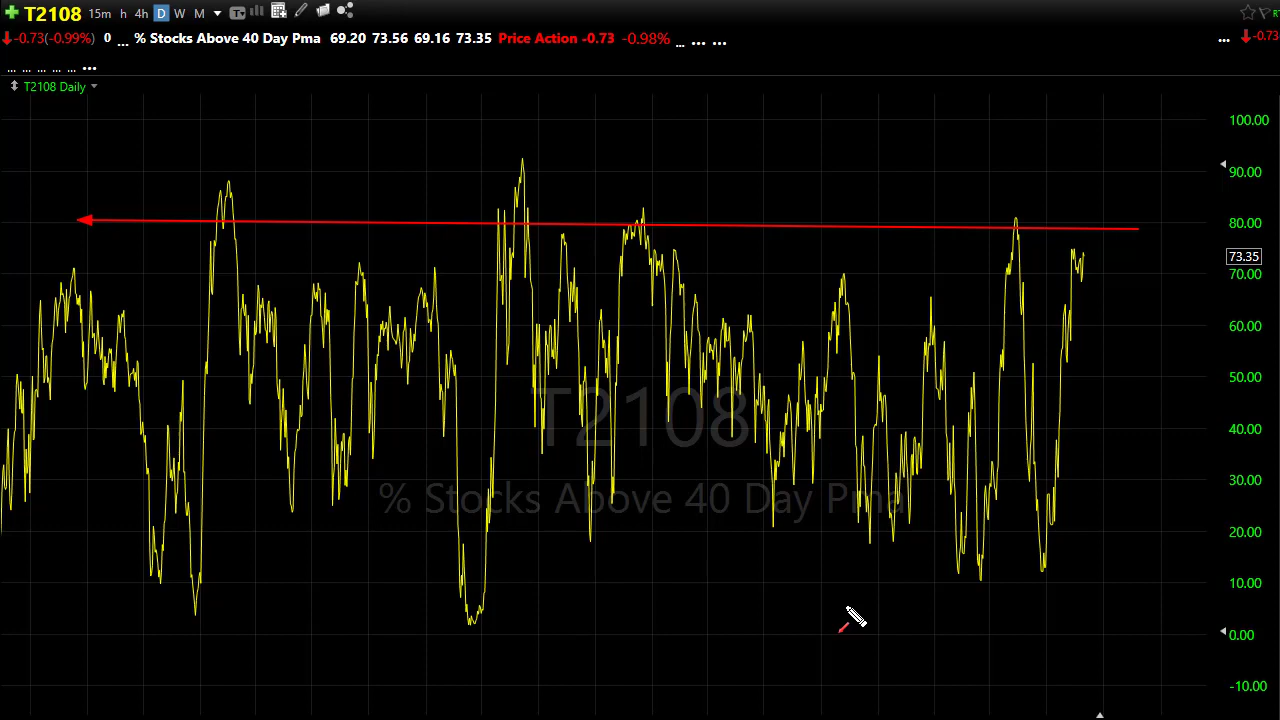 T2108 15m h 4h D W M T
-0.73(-0.99%) 0 ... % Stocks Above 40 Day Pma 69.20 73.56 69.16 73.35 Price Action -0.73 -0.98% ... ... ... ... -0.73
... ... ... ... ... ...
T2108 Daily
100.00
90.00
80.00
73.35
70.00
60.00
50.00
T2108
40.00
30.00
% Stocks Above 40 Day Pma
20.00
10.00
0.00
-10.00